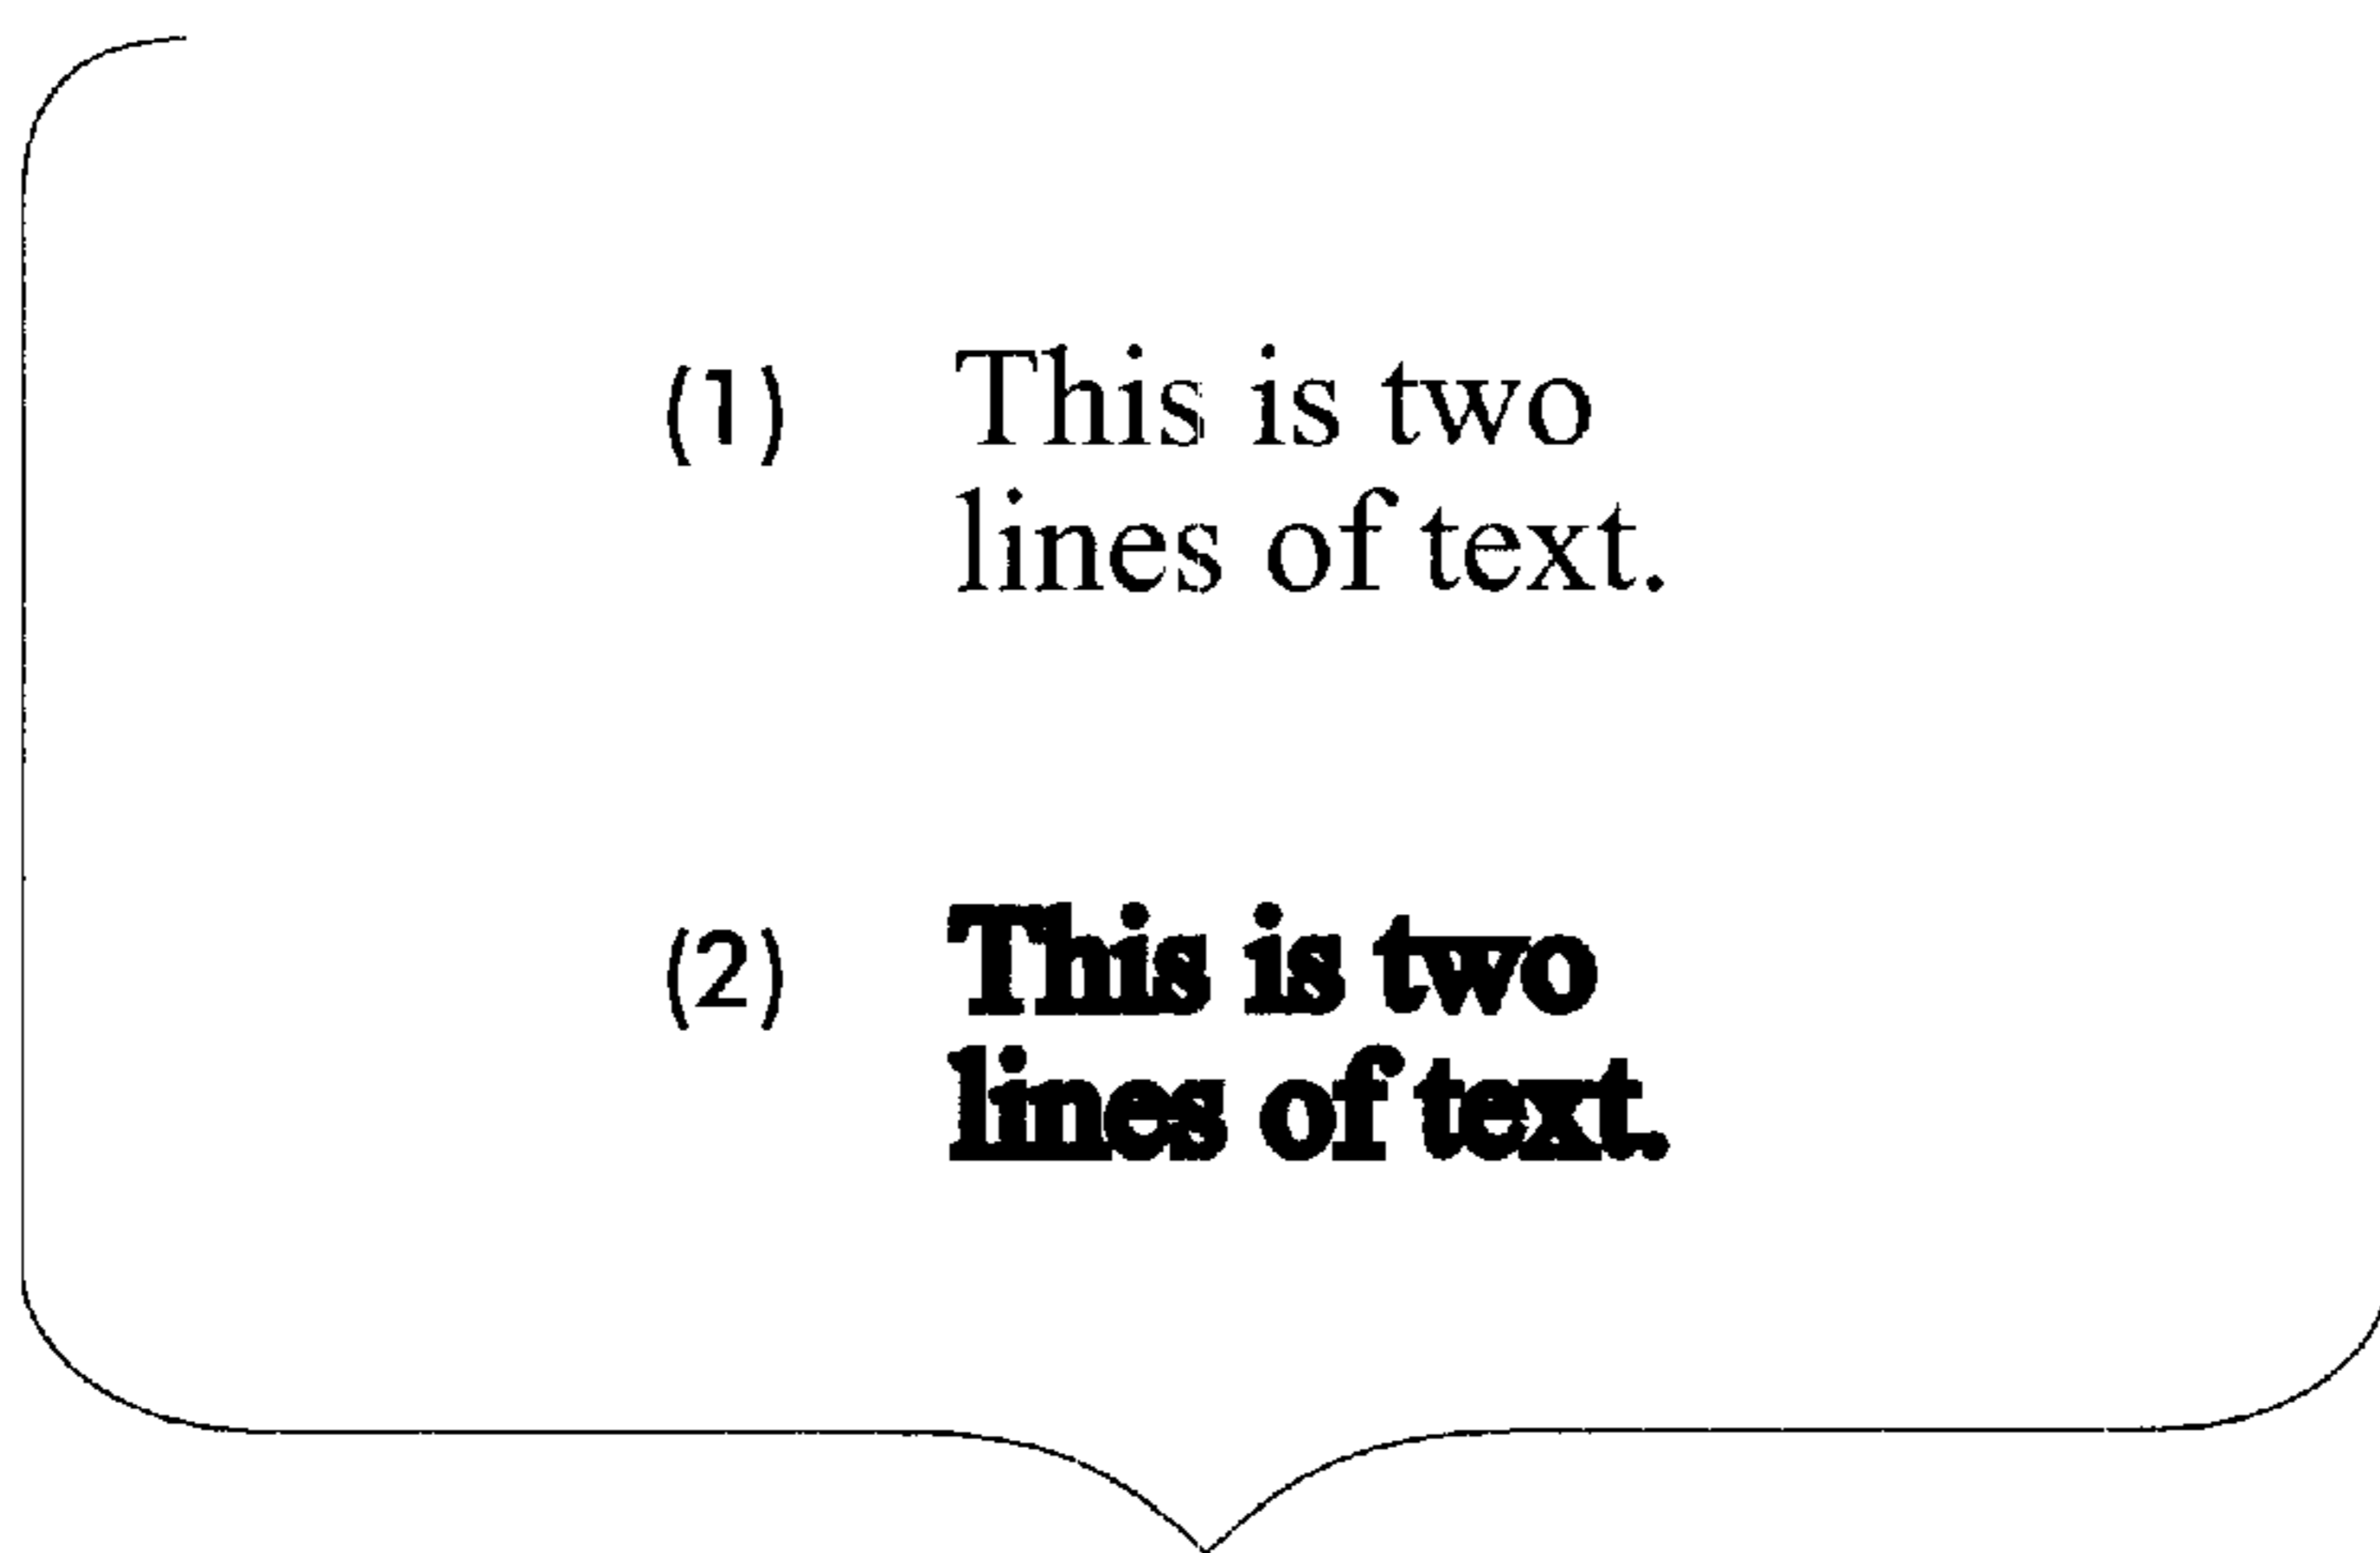 (1) This is two
lines of text.
(2) This is two
lines of text.